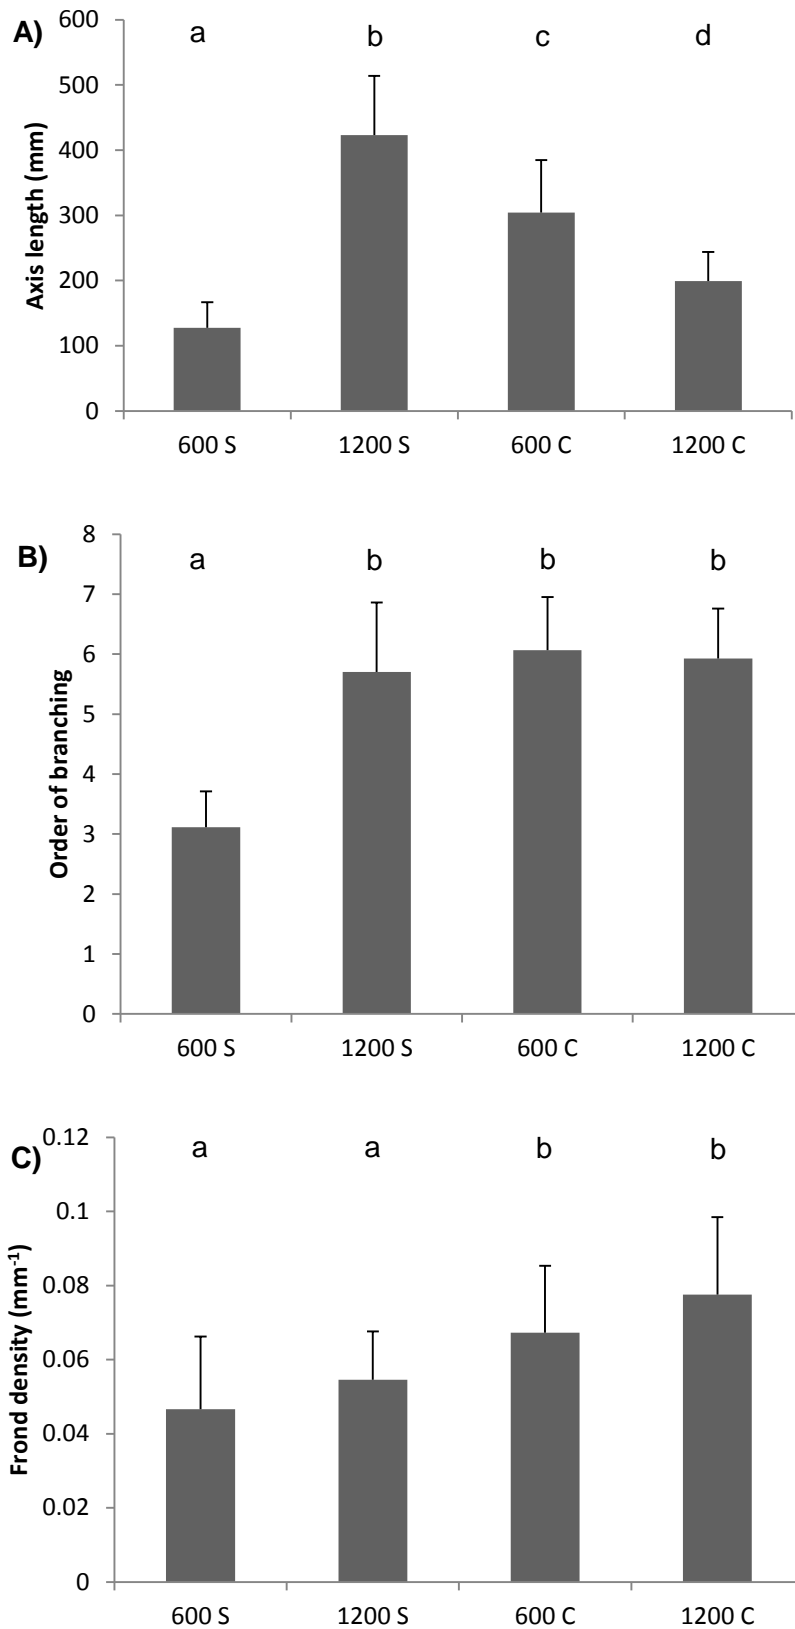 A)
a b c d
600
500
400
300
200
100
0
Axis length (mm)
600 S 1200 S 600 C 1200 C
B)
a b b b
8
7
6
5
4
3
2
1
0
Order of branching
600 S 1200 S 600 C 1200 C
C)
a a b b
0.12
0.1
0.08
0.06
0.04
0.02
0
Frond density (mm⁻¹)
600 S 1200 S 600 C 1200 C